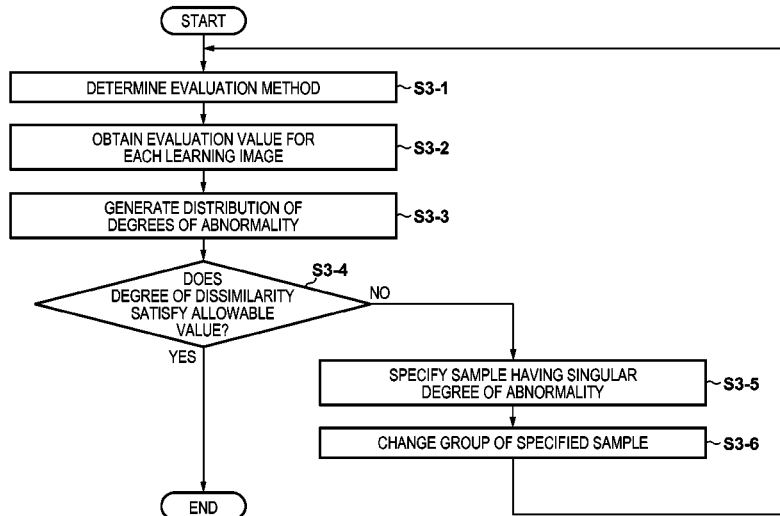 START
DETERMINE EVALUATION METHOD
S3-1
OBTAIN EVALUATION VALUE FOR
EACH LEARNING IMAGE
S3-2
GENERATE DISTRIBUTION OF
DEGREES OF ABNORMALITY
S3-3
S3-4
DOES
DEGREE OF DISSIMILARITY
SATISFY ALLOWABLE
VALUE?
NO
YES
SPECIFY SAMPLE HAVING SINGULAR
DEGREE OF ABNORMALITY
S3-5
CHANGE GROUP OF SPECIFIED SAMPLE
S3-6
END